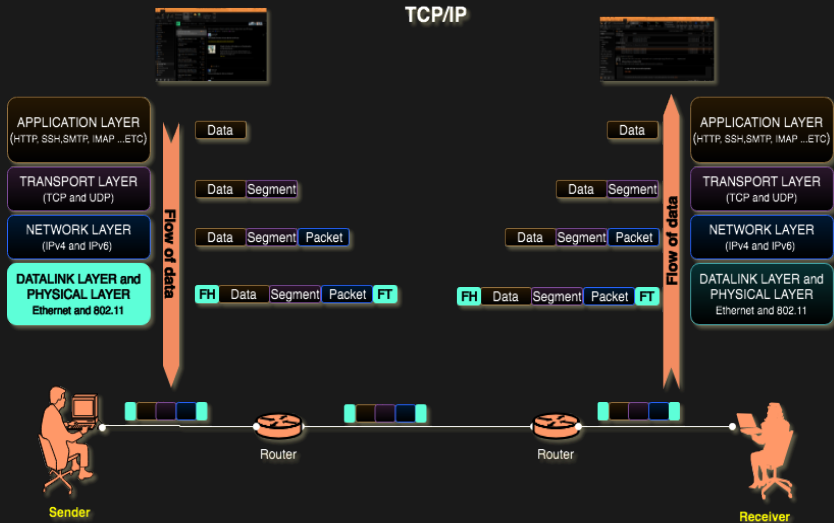 TCP/IP
APPLICATION LAYER
(HTTP, SSH,SMTP, IMAP ...ETC)
TRANSPORT LAYER
(TCP and UDP)
NETWORK LAYER
(IPv4 and IPv6)
DATALINK LAYER and
PHYSICAL LAYER
Ethernet and 802.11
Flow of data
Data
Data Segment
Data Segment Packet
FH Data Segment Packet FT
Data
Data Segment
Data Segment Packet
FH Data Segment Packet FT
Flow of data
APPLICATION LAYER
(HTTP, SSH,SMTP, IMAP ...ETC)
TRANSPORT LAYER
(TCP and UDP)
NETWORK LAYER
(IPv4 and IPv6)
DATALINK LAYER and
PHYSICAL LAYER
Ethernet and 802.11
Router
Router
Sender
Receiver